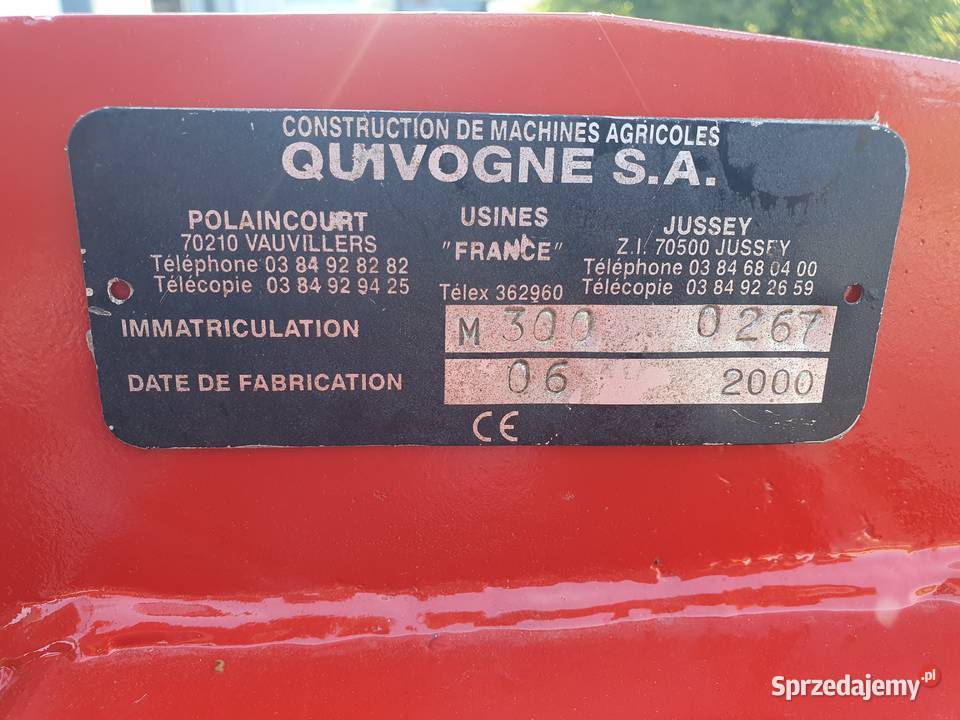 CONSTRUCTION DE MACHINES AGRICOLES
QUIVOGNE S.A.
POLAINCOURT
70210 VAUVILLERS
Téléphone 03 84 92 82 82
Télécopie 03 84 92 94 25
USINES
"FRANCE"
Télex 362960
JUSSEY
Z.I. 70500 JUSSEY
Téléphone 03 84 68 04 00
Télécopie 03 84 92 26 59
IMMATRICULATION M 300 0267
DATE DE FABRICATION 06 2000
CE
Sprzedajemy.pl